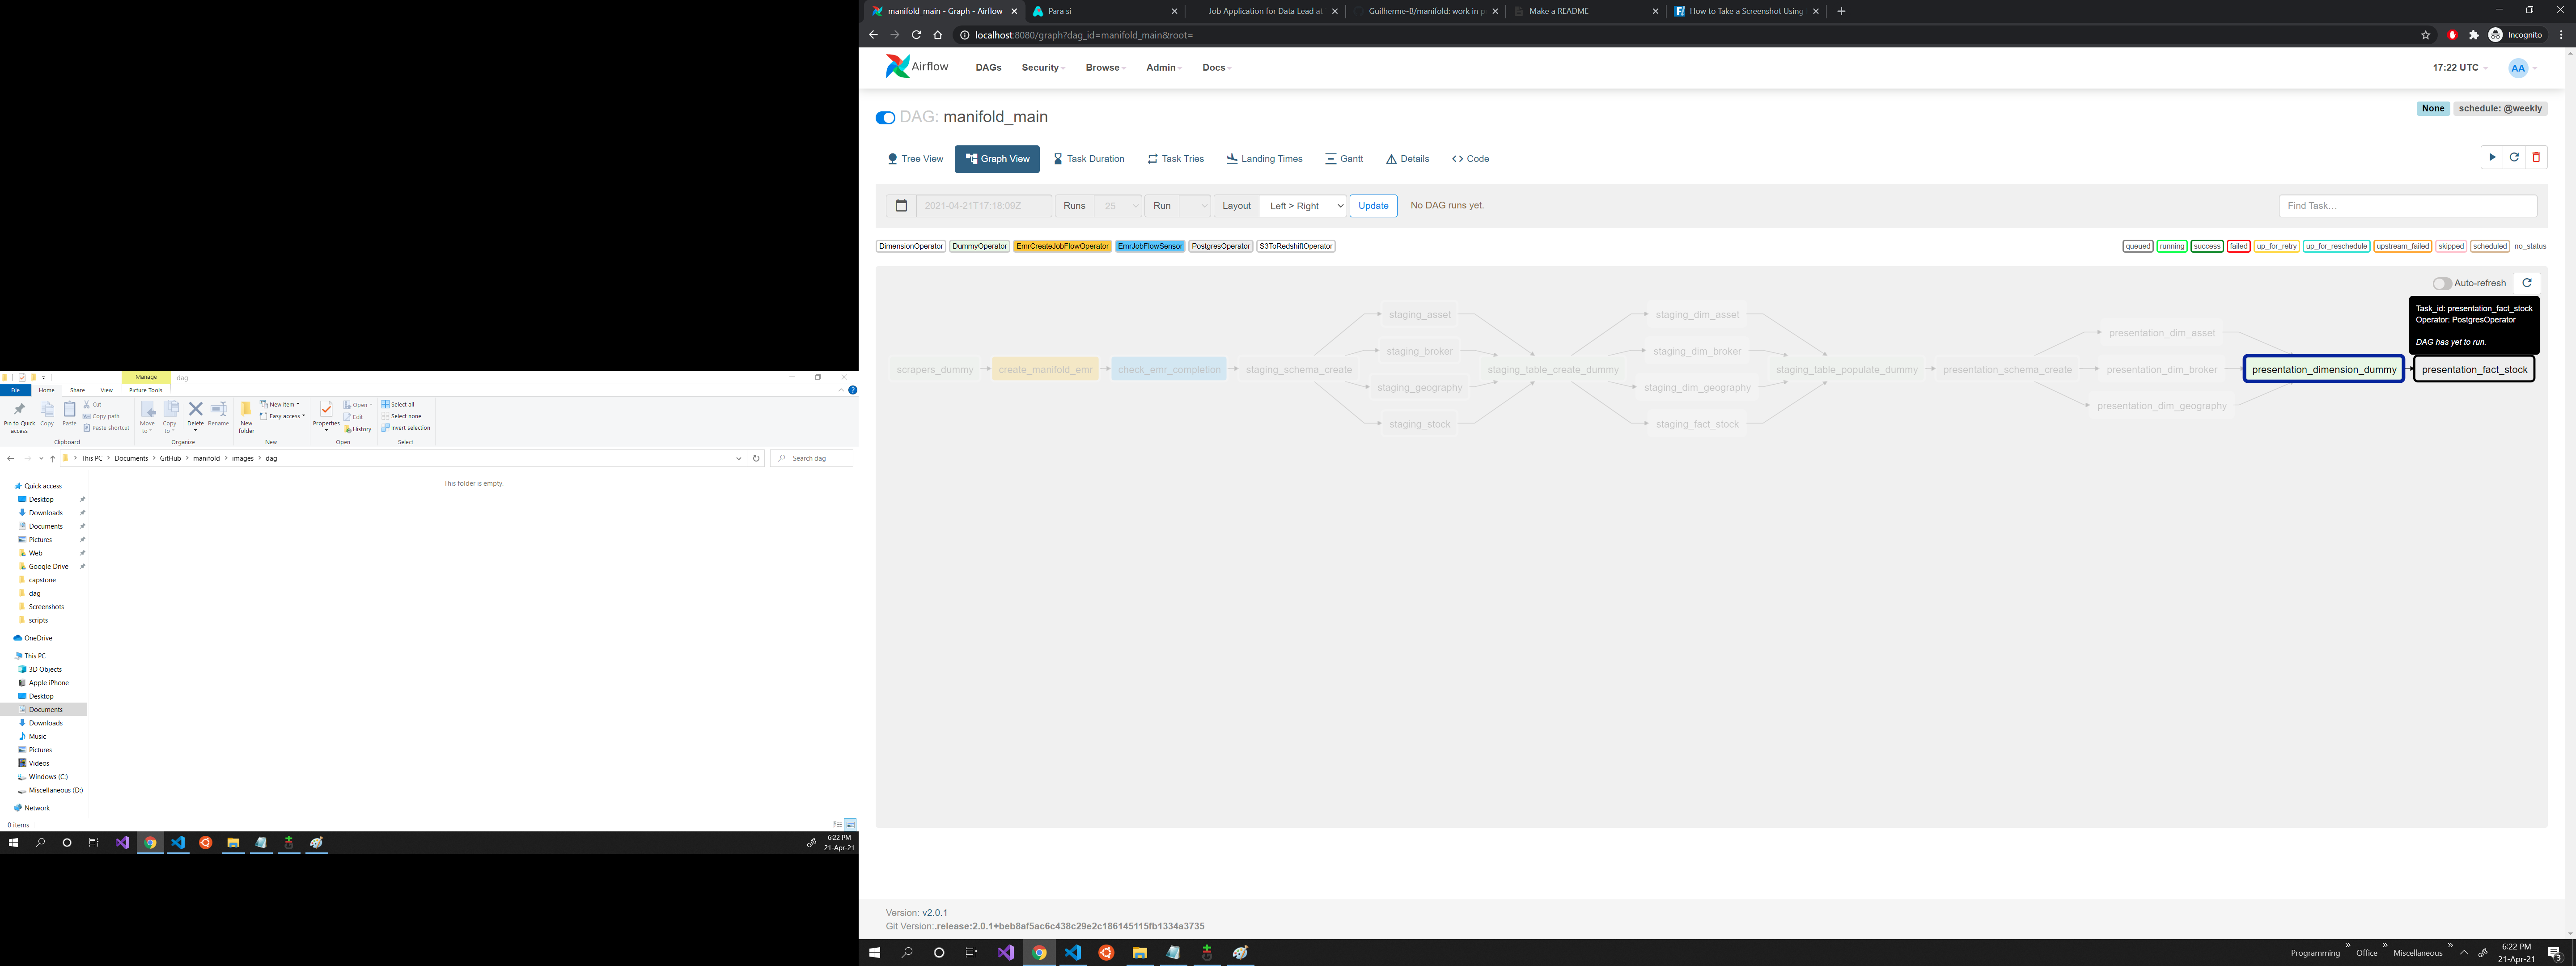 Manage
dag
File
Home
Share
View
Picture Tools
Pin to Quick access
Copy
Paste
Cut
Copy path
Paste shortcut
Clipboard
Move to
Copy to
Delete
Rename
Organize
New folder
New item
Easy access
New
Properties
Open
Edit
History
Open
Select all
Select none
Invert selection
Select
This PC > Documents > GitHub > manifold > images > dag
Search dag
This folder is empty.
Quick access
Desktop
Downloads
Documents
Pictures
Web
Google Drive
capstone
dag
Screenshots
scripts
OneDrive
This PC
3D Objects
Apple iPhone
Desktop
Documents
Downloads
Music
Pictures
Videos
Windows (C:)
Miscellaneous (D:)
Network
0 items
6:22 PM
21-Apr-21
manifold_main - Graph - Airflow
Para si
Job Application for Data Lead at
Guilherme-B/manifold: work in p
Make a README
How to Take a Screenshot Using
localhost:8080/graph?dag_id=manifold_main&root=
Incognito
Airflow
DAGs
Security
Browse
Admin
Docs
17:22 UTC
AA
DAG: manifold_main
None
schedule: @weekly
Tree View
Graph View
Task Duration
Task Tries
Landing Times
Gantt
Details
Code
2021-04-21T17:18:09Z
Runs
25
Run
Layout
Left > Right
Update
No DAG runs yet.
Find Task…
DimensionOperator
DummyOperator
EmrCreateJobFlowOperator
EmrJobFlowSensor
PostgresOperator
S3ToRedshiftOperator
queued
running
success
failed
up_for_retry
up_for_reschedule
upstream_failed
skipped
scheduled
no_status
Auto-refresh
Task_id: presentation_fact_stock
Operator: PostgresOperator
DAG has yet to run.
scrapers_dummy
create_manifold_emr
check_emr_completion
staging_schema_create
staging_asset
staging_broker
staging_geography
staging_stock
staging_table_create_dummy
staging_dim_asset
staging_dim_broker
staging_dim_geography
staging_fact_stock
staging_table_populate_dummy
presentation_schema_create
presentation_dim_asset
presentation_dim_broker
presentation_dim_geography
presentation_dimension_dummy
presentation_fact_stock
Version: v2.0.1
Git Version:.release:2.0.1+beb8af5ac6c438c29e2c186145115fb1334a3735
Programming
Office
Miscellaneous
6:22 PM
21-Apr-21
3